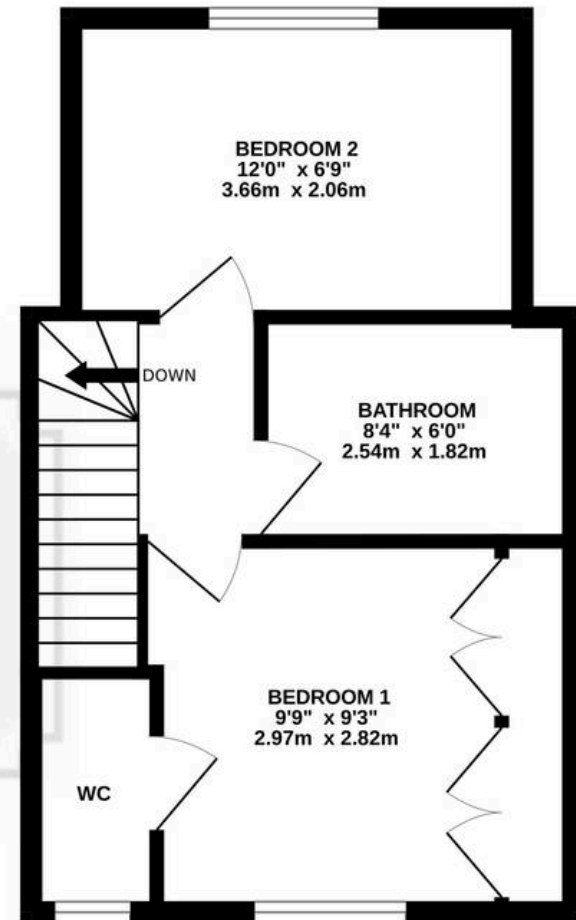 BEDROOM 2
12'0" x 6'9"
3.66m x 2.06m
DOWN
BATHROOM
8'4" x 6'0"
2.54m x 1.82m
BEDROOM 1
9'9" x 9'3"
2.97m x 2.82m
WC